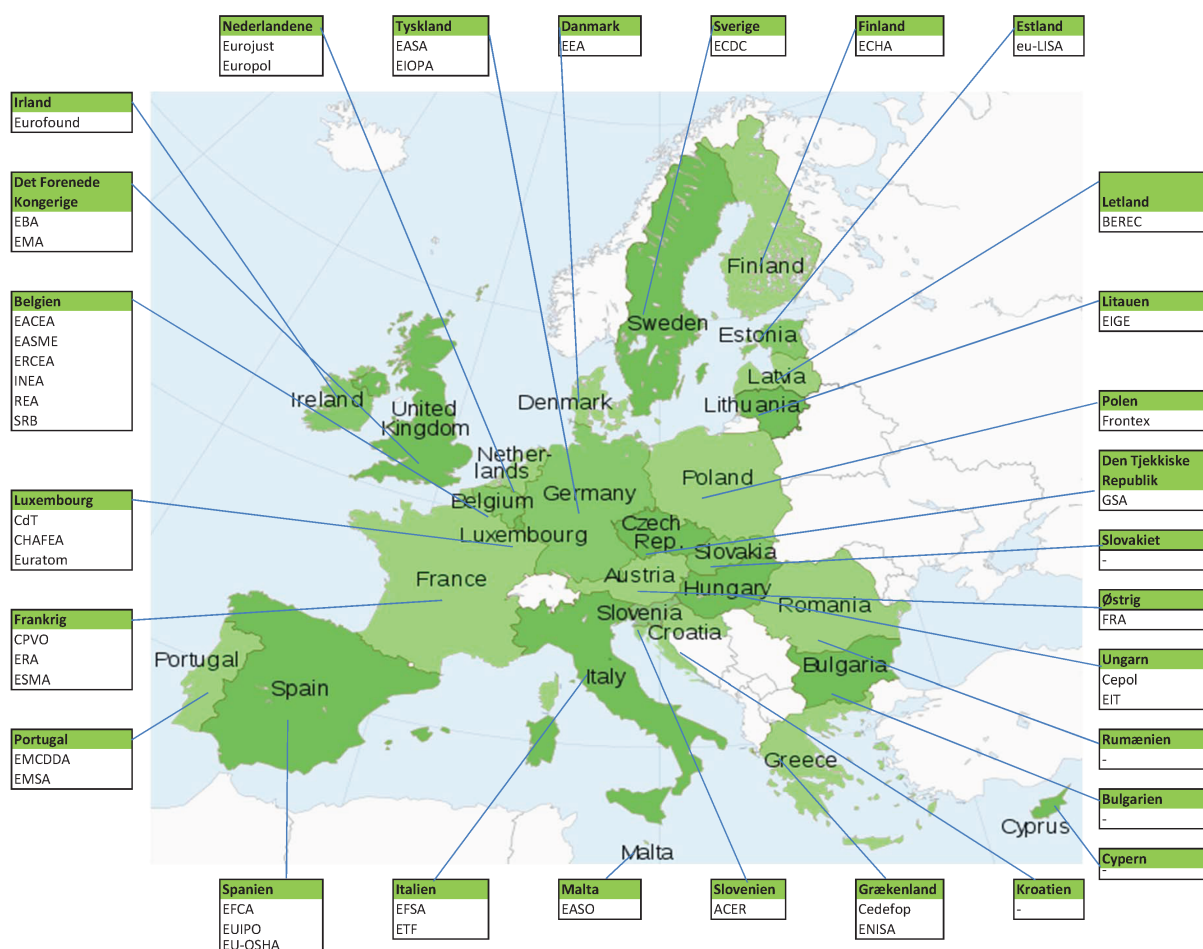 Nederlandene
Eurojust
Europol
Tyskland
EASA
EIOPA
Danmark
EEA
Sverige
ECDC
Finland
ECHA
Estland
eu-LISA
Irland
Eurofound
Det Forenede
Kongerige
EBA
EMA
Belgien
EACEA
EASME
ERCEA
INEA
REA
SRB
Luxembourg
CdT
CHAFEA
Euratom
Frankrig
CPVO
ERA
ESMA
Portugal
EMCDDA
EMSA
Finland
Sweden
Estonia
Latvia
Lithuania
Denmark
Ireland
United
Kingdom
Nether-
lands
Belgium
Luxembourg
Germany
Poland
Czech
Rep.
Slovakia
Austria
Hungary
France
Slovenia
Croatia
Romania
Bulgaria
Portugal
Spain
Italy
Greece
Cyprus
Malta
Letland
BEREC
Litauen
EIGE
Polen
Frontex
Den Tjekkiske
Republik
GSA
Slovakiet
-
Østrig
FRA
Ungarn
Cepol
EIT
Rumænien
-
Bulgarien
-
Cypern
-
Spanien
EFCA
EUIPO
EU-OSHA
Italien
EFSA
ETF
Malta
EASO
Slovenien
ACER
Grækenland
Cedefop
ENISA
Kroatien
-